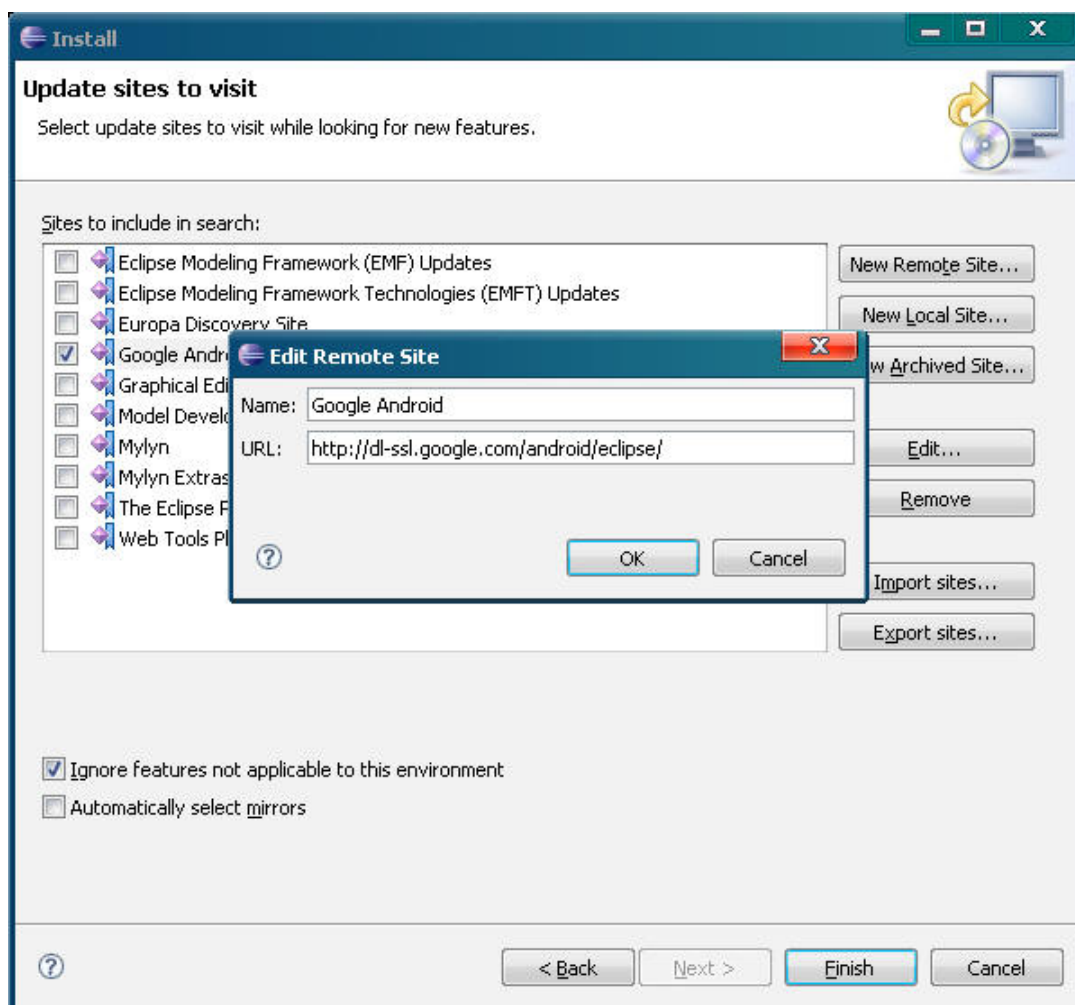 Install
Update sites to visit
Select update sites to visit while looking for new features.
Sites to include in search:
Eclipse Modeling Framework (EMF) Updates
Eclipse Modeling Framework Technologies (EMFT) Updates
Europa Discovery Site
Google Andr
Graphical Edi
Model Develo
Mylyn
Mylyn Extras
The Eclipse P
Web Tools Pl
New Remote Site...
New Local Site...
w Archived Site...
Edit...
Remove
Import sites...
Export sites...
Edit Remote Site
Name: Google Android
URL: http://dl-ssl.google.com/android/eclipse/
OK Cancel
Ignore features not applicable to this environment
Automatically select mirrors
< Back Next > Finish Cancel